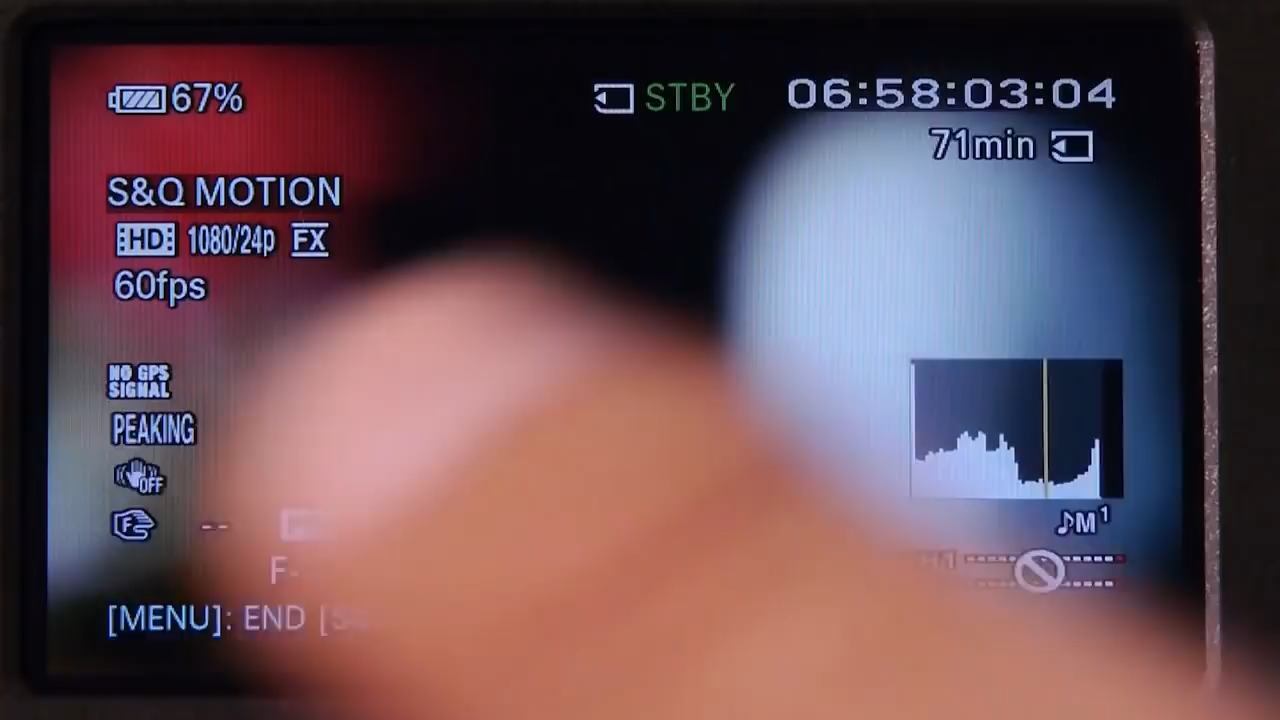 67%
STBY
06:58:03:04
71min
S&Q MOTION
HD 1080/24p FX
60fps
NO GPS
SIGNAL
PEAKING
OFF
F --
♪M1
F-
[MENU]: END [